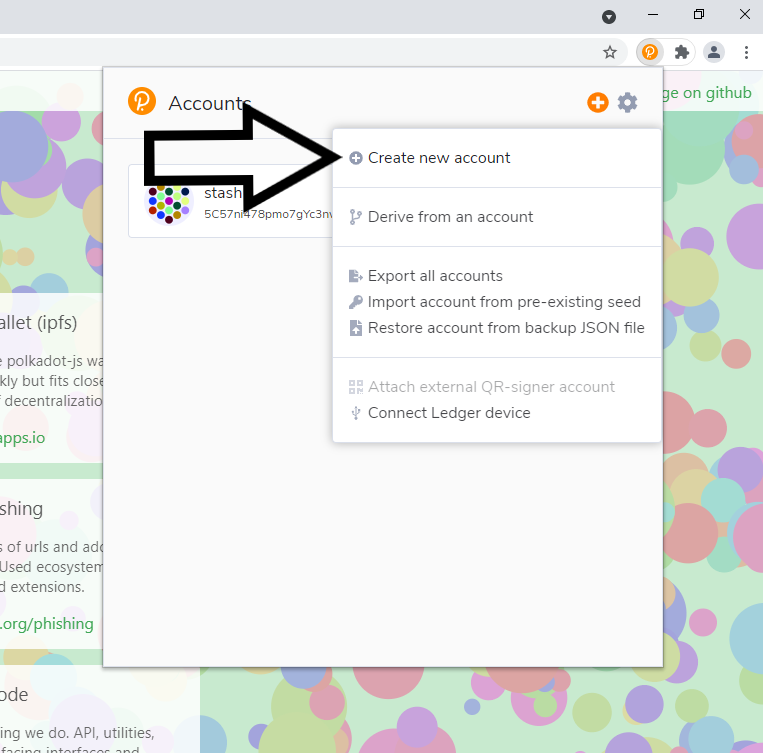 ge on github
Accounts
Create new account
stash
5C57ni478pmo7gYc3nv
Derive from an account
Export all accounts
Import account from pre-existing seed
Restore account from backup JSON file
Attach external QR-signer account
Connect Ledger device
allet (ipfs)
polkadot-js wa
kly but fits close
decentralizatio
apps.io
shing
s of urls and add
Used ecosystem
d extensions.
.org/phishing
ode
ing we do. API, utilities,
facing interfaces and